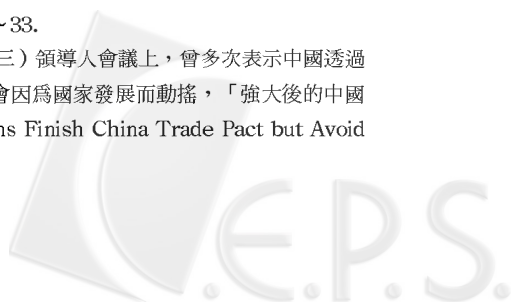 ~33.
三）領導人會議上，曾多次表示中國透過
會因爲國家發展而動搖，「強大後的中國
ns Finish China Trade Pact but Avoid
C.E.P.S.